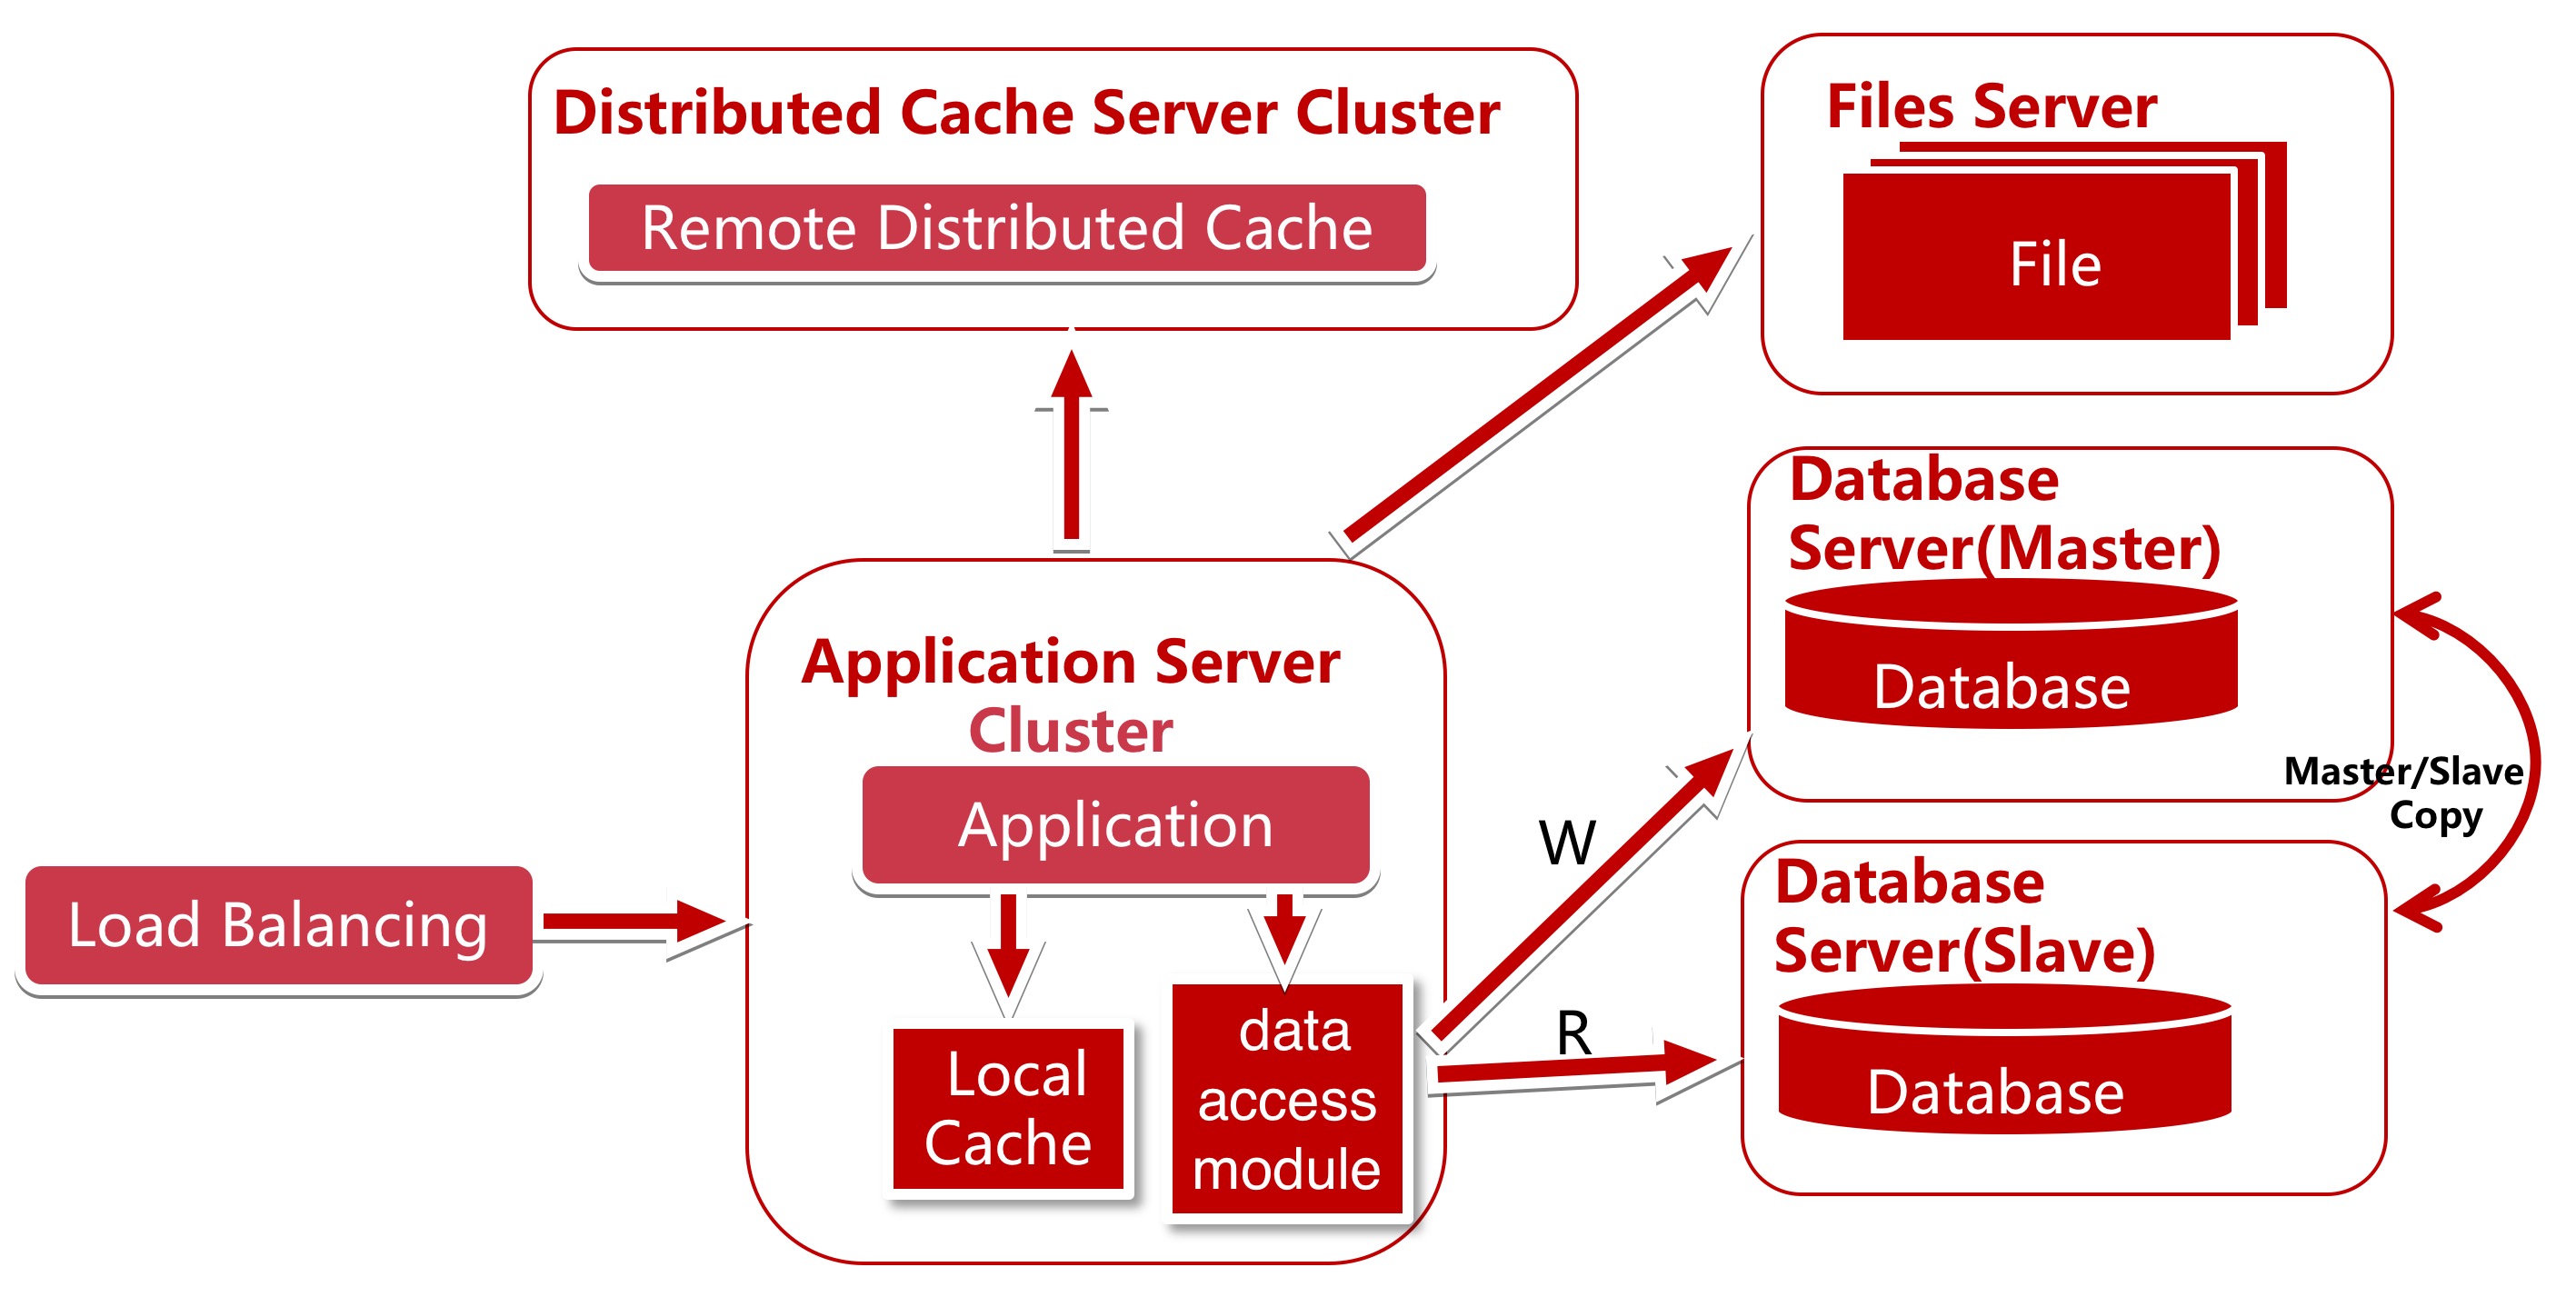 Distributed Cache Server Cluster
Remote Distributed Cache
Files Server
File
Database
Server(Master)
Database
Master/Slave
Copy
Application Server
Cluster
Application
Load Balancing
Local
Cache
data
access
module
W
R
Database
Server(Slave)
Database